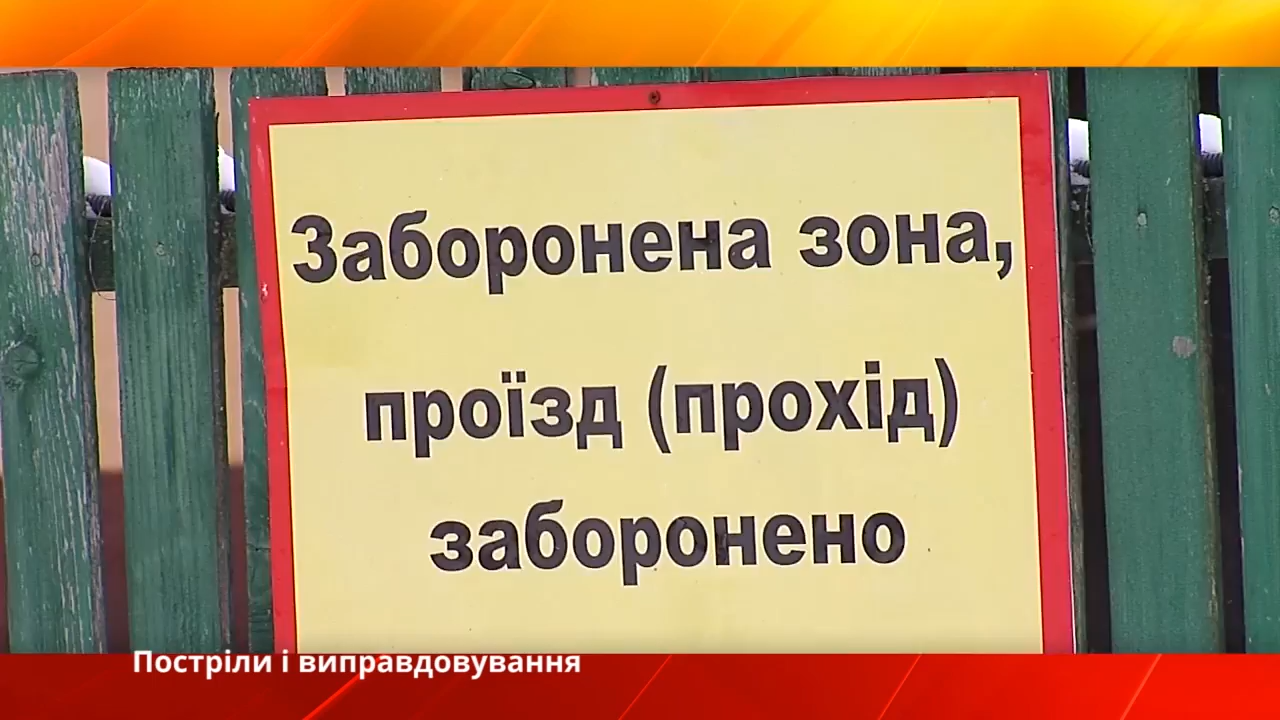 Заборонена зона,
проїзд (прохід)
заборонено
Постріли і виправдовування